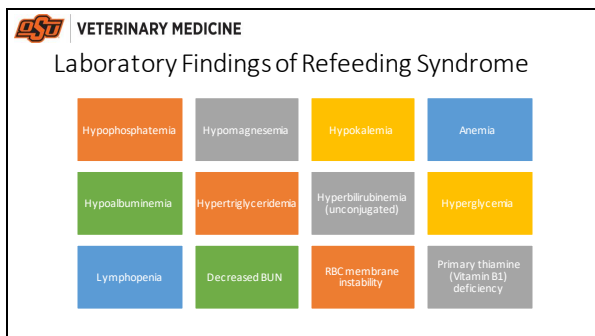 OSU VETERINARY MEDICINE
Laboratory Findings of Refeeding Syndrome
Hypophosphatemia
Hypomagnesemia
Hypokalemia
Anemia
Hypoalbuminemia
Hypertriglyceridemia
Hyperbilirubinemia
(unconjugated)
Hyperglycemia
Lymphopenia
Decreased BUN
RBC membrane
instability
Primary thiamine
(Vitamin B1)
deficiency